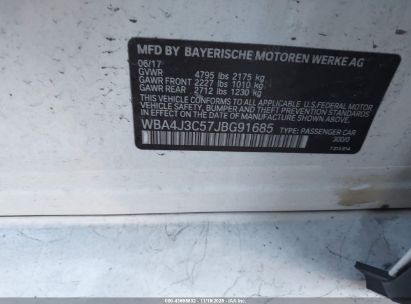 MFD BY BAYERISCHE MOTOREN WERKE AG
06/17
GVWR 4795 lbs 2175 kg
GAWR FRONT 2227 lbs 1010 kg
GAWR REAR 2712 lbs 1230 kg
THIS VEHICLE CONFORMS TO ALL APPLICABLE U.S. FEDERAL MOTOR
VEHICLE SAFETY, BUMPER AND THEFT PREVENTION STANDARDS
IN EFFECT ON THE DATE OF MANUFACTURE SHOWN ABOVE.
WBA4J3C57JBG91685 TYPE: PASSENGER CAR